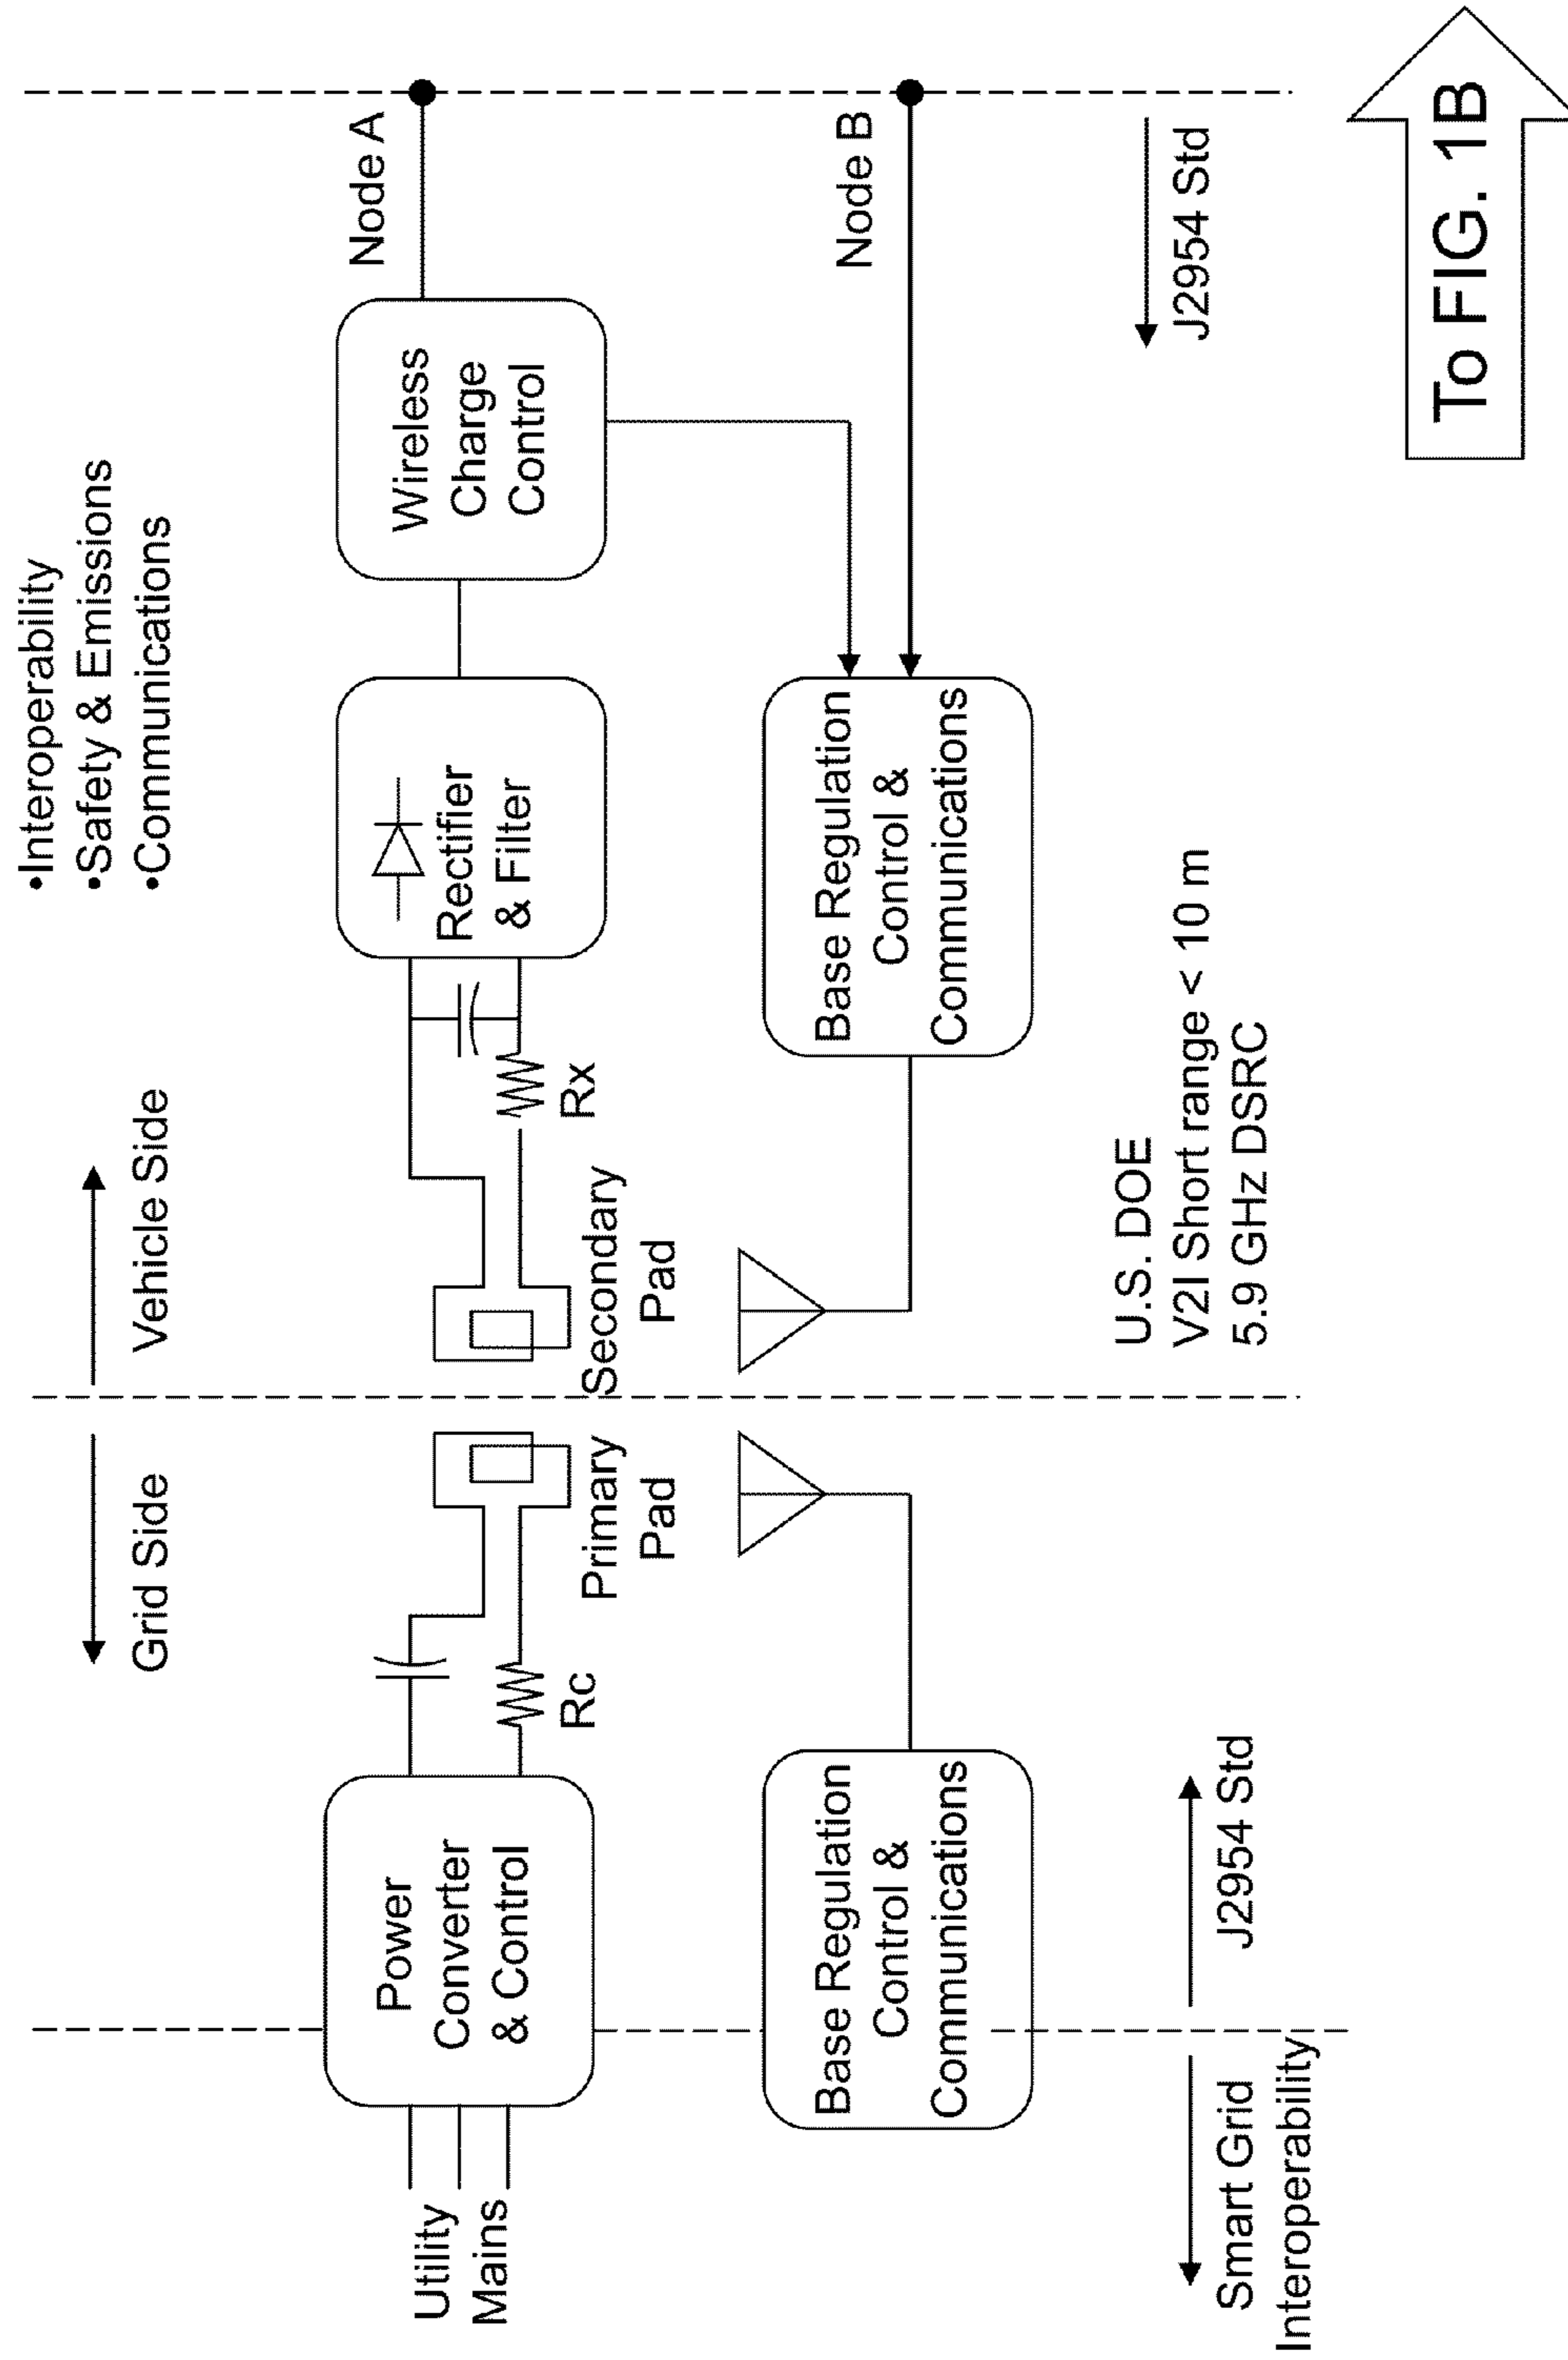 •Interoperability
•Safety & Emissions
•Communications
Grid Side
Vehicle Side
Utility
Mains
Power
Converter
& Control
Rc
Primary
Pad
Secondary
Pad
Rx
Rectifier
& Filter
Wireless
Charge
Control
Node A
Base Regulation
Control &
Communications
Base Regulation
Control &
Communications
Node B
Smart Grid
Interoperability
J2954 Std
U.S. DOE
V2I Short range < 10 m
5.9 GHz DSRC
J2954 Std
To FIG. 1B